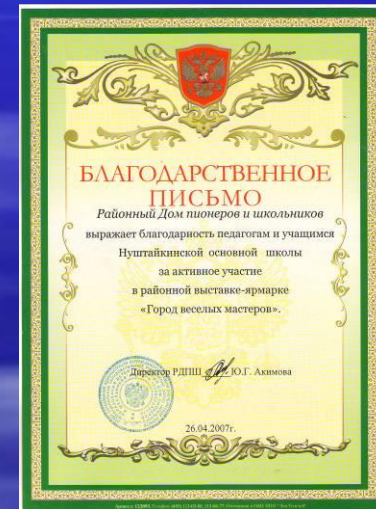 БЛАГОДАРСТВЕННОЕ
ПИСЬМО
Районный Дом пионеров и школьников
выражает благодарность педагогам и учащимся
Нуштайкинской основной школы
за активное участие
в районной выставке-ярмарке
«Город веселых мастеров».
Директор РДПШ Ю.Г. Акимова
26.04.2007г.